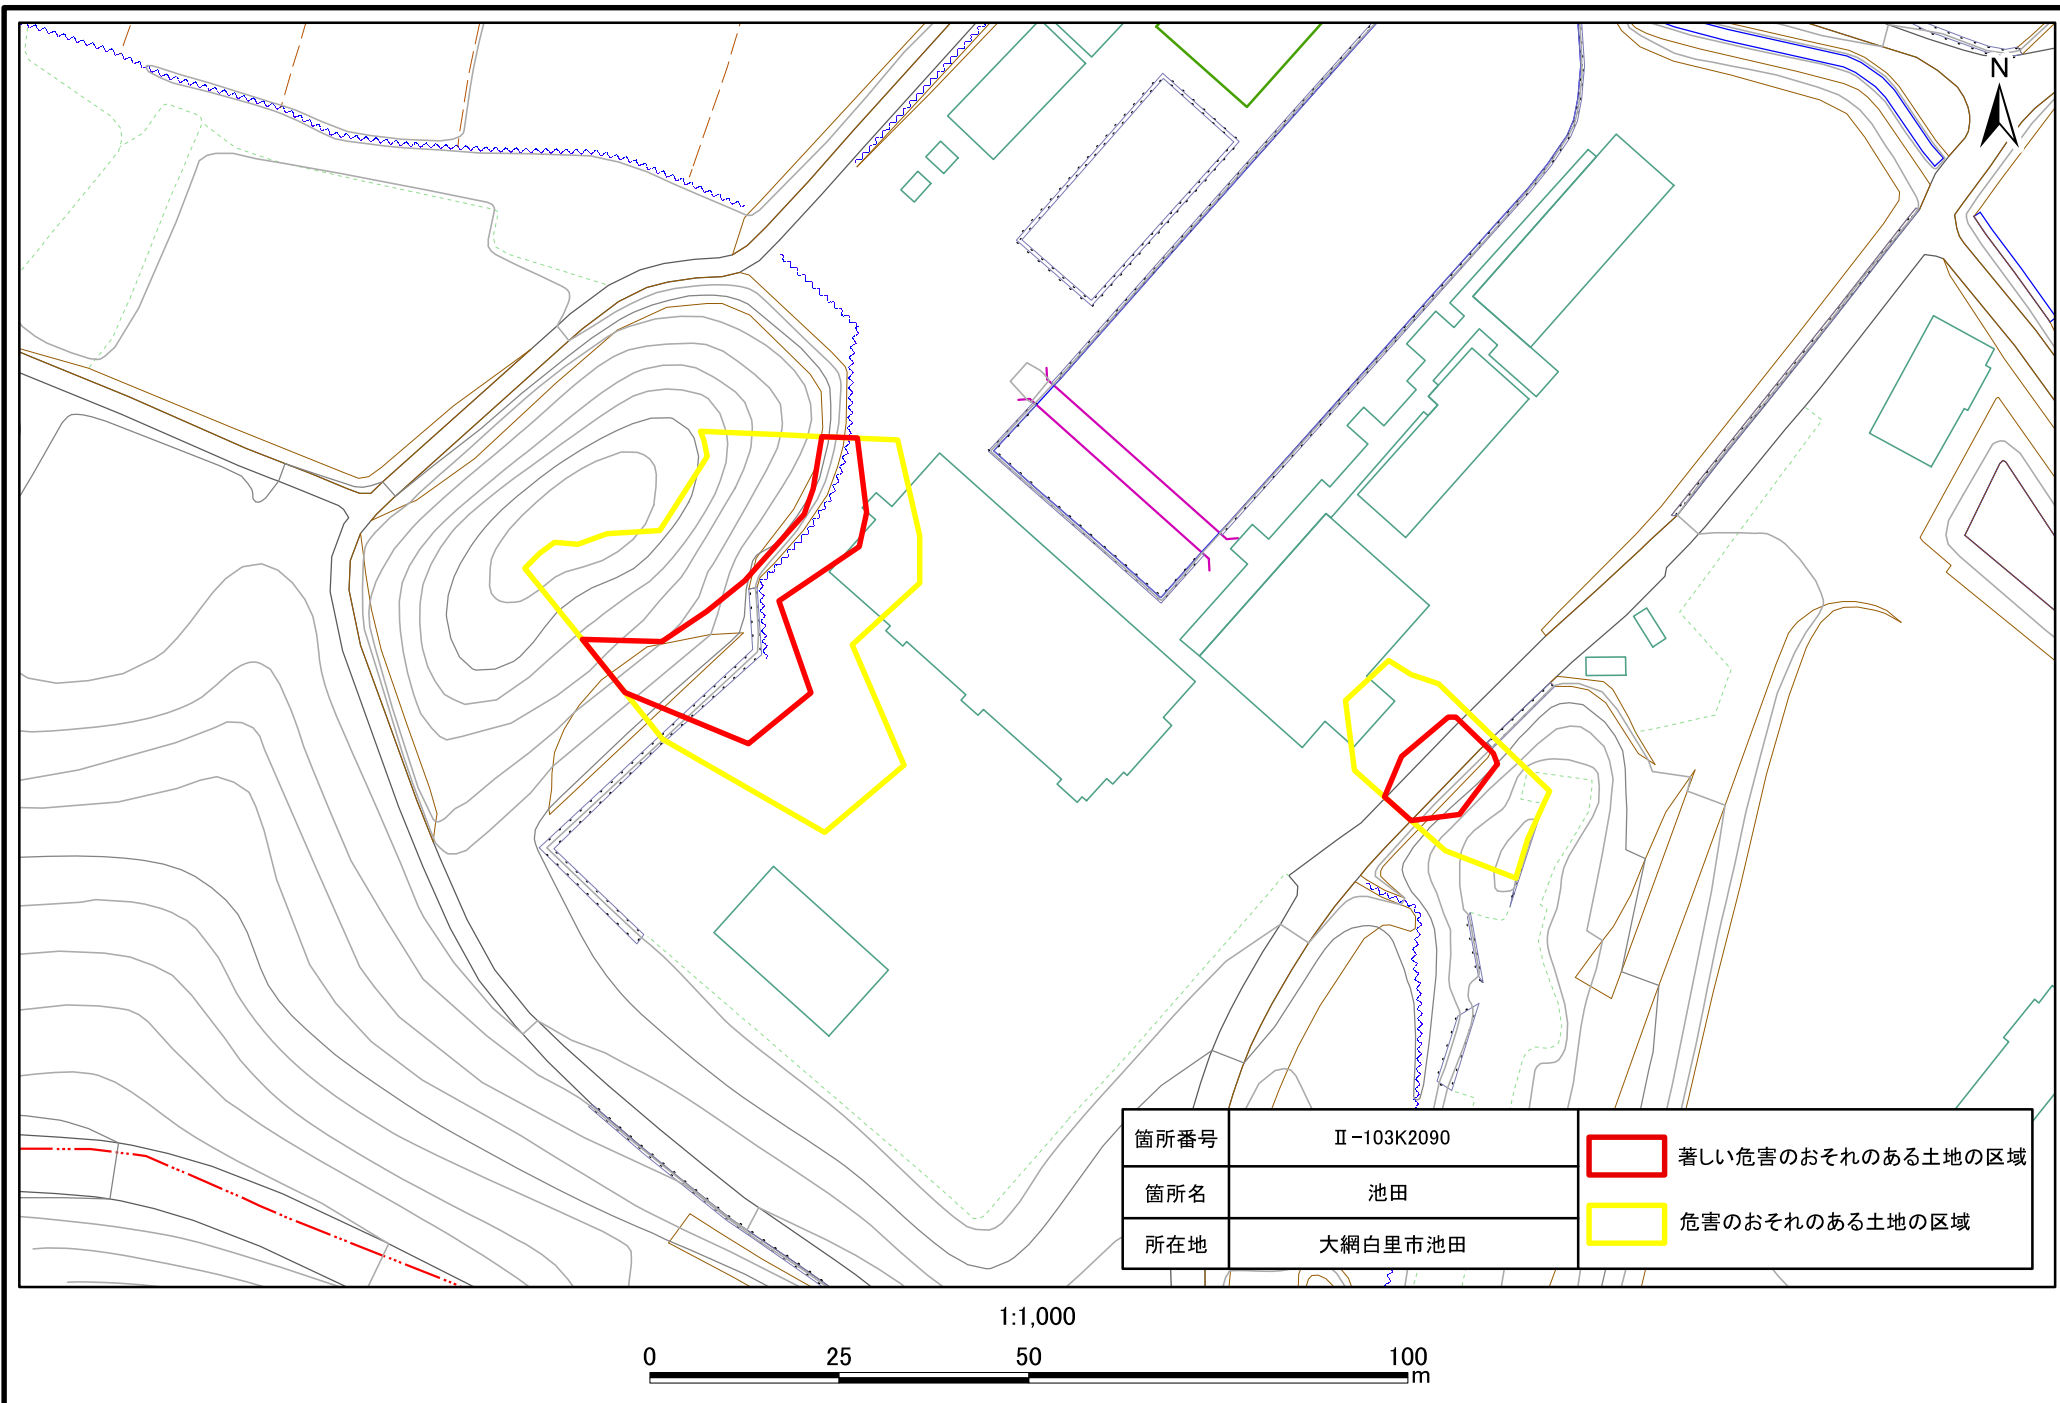 N
箇所番号 Ⅱ-103K2090
箇所名 池田
所在地 大網白里市池田
著しい危害のおそれのある土地の区域
危害のおそれのある土地の区域
1:1,000
0 25 50 100
m